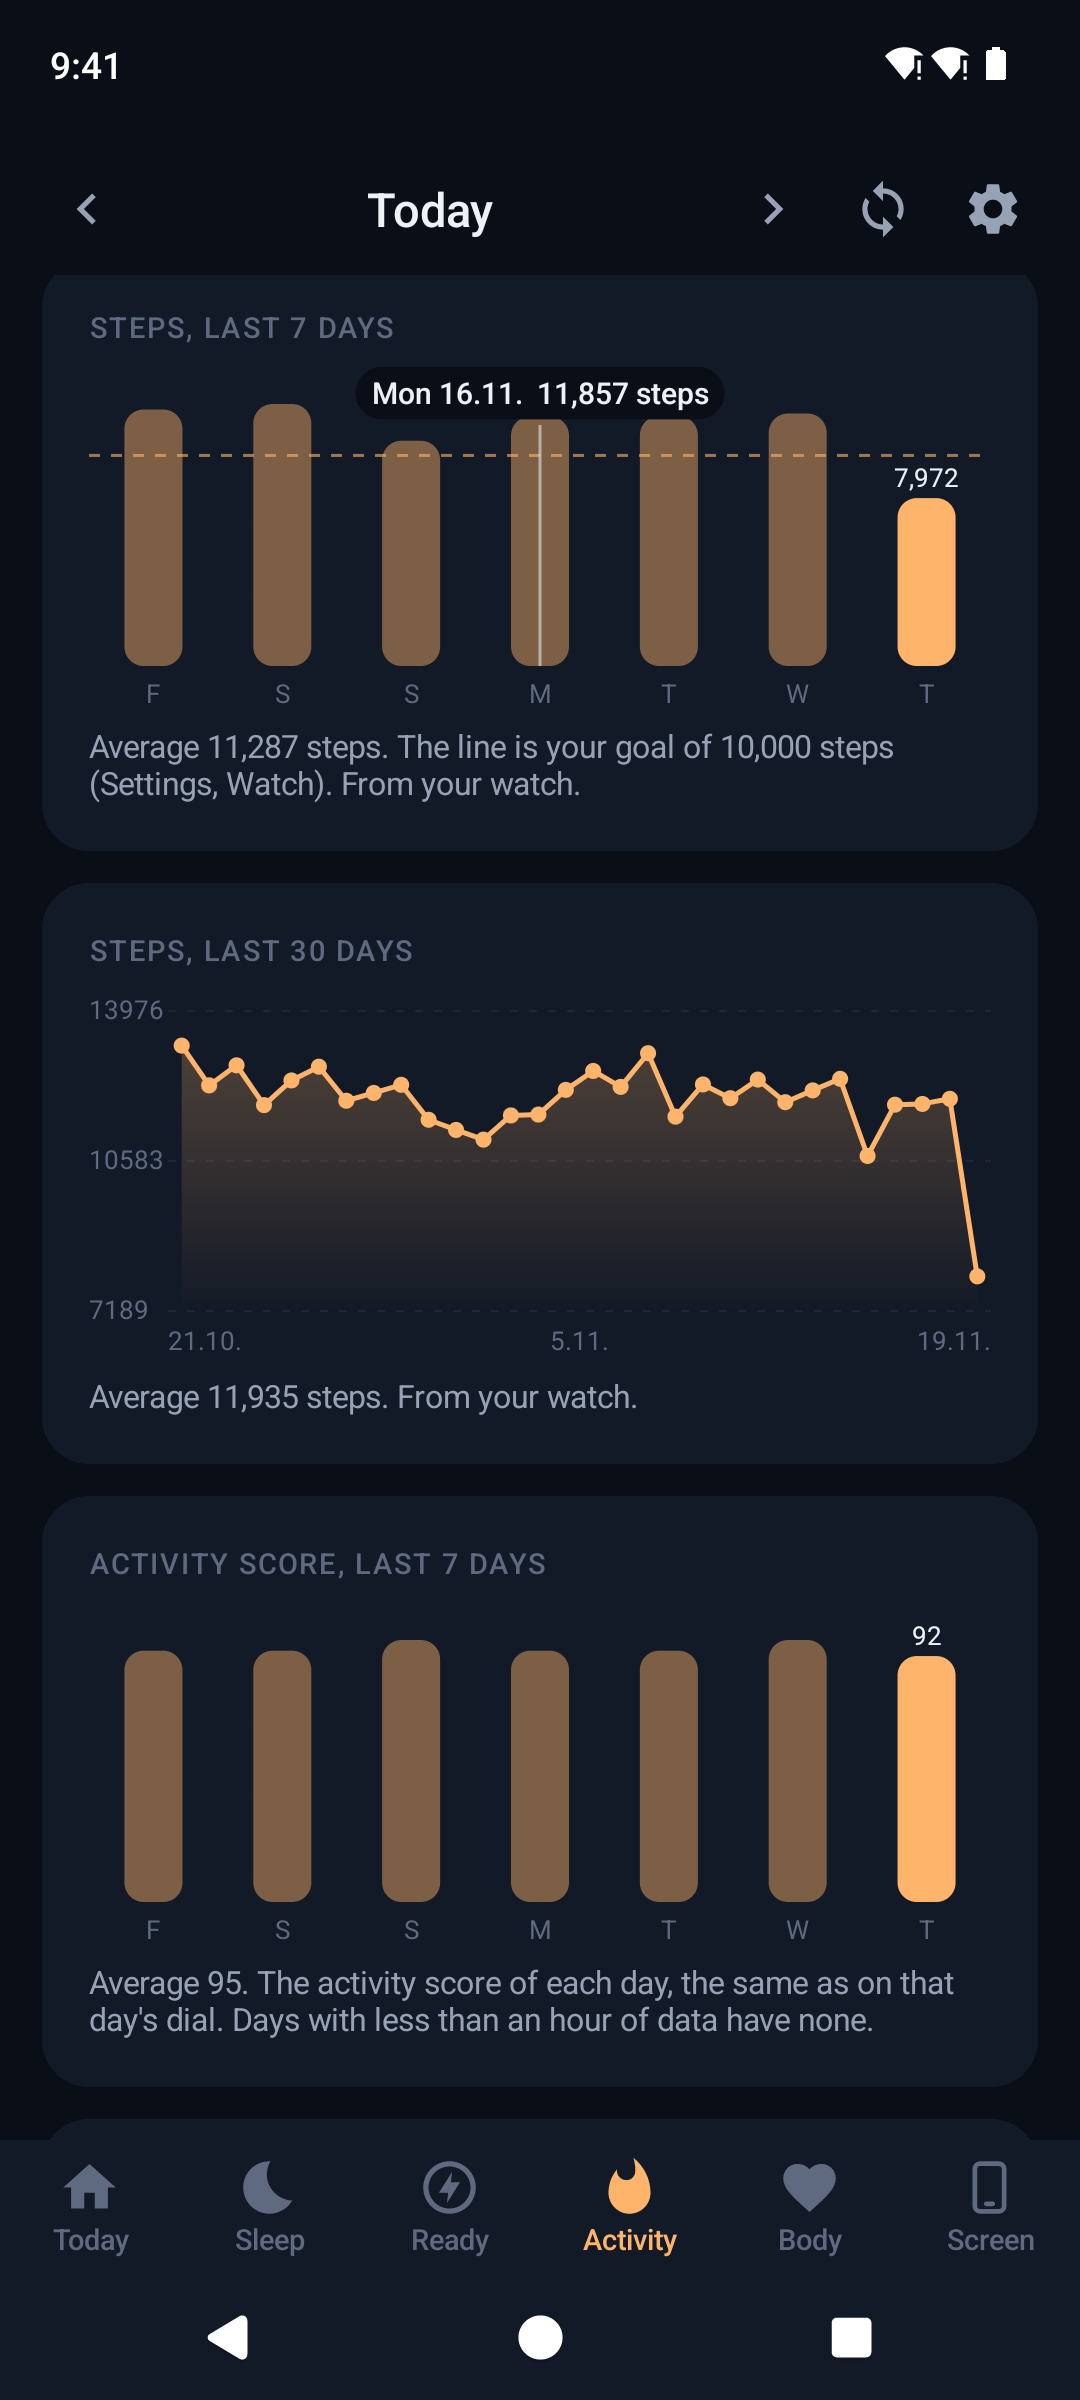 9:41
Today
STEPS, LAST 7 DAYS
Mon 16.11.  11,857 steps
7,972
F S S M T W T
Average 11,287 steps. The line is your goal of 10,000 steps
(Settings, Watch). From your watch.
STEPS, LAST 30 DAYS
13976
10583
7189
21.10. 5.11. 19.11.
Average 11,935 steps. From your watch.
ACTIVITY SCORE, LAST 7 DAYS
92
F S S M T W T
Average 95. The activity score of each day, the same as on that
day's dial. Days with less than an hour of data have none.
Today Sleep Ready Activity Body Screen